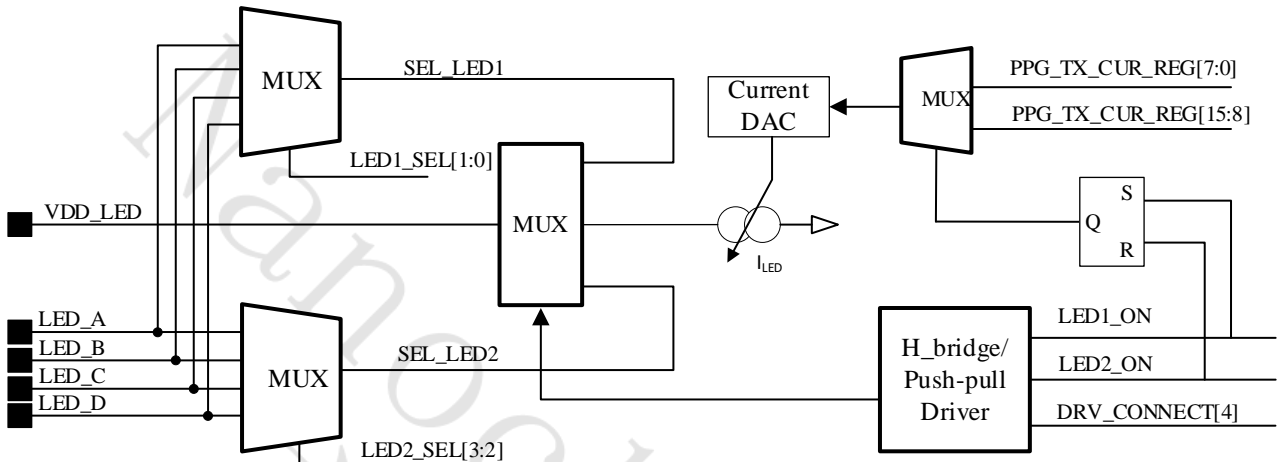 MUX
SEL_LED1
LED1_SEL[1:0]
Current
DAC
MUX
PPG_TX_CUR_REG[7:0]
PPG_TX_CUR_REG[15:8]
VDD_LED
MUX
I_LED
S
Q
R
LED_A
LED_B
LED_C
LED_D
MUX
SEL_LED2
LED2_SEL[3:2]
H_bridge/
Push-pull
Driver
LED1_ON
LED2_ON
DRV_CONNECT[4]